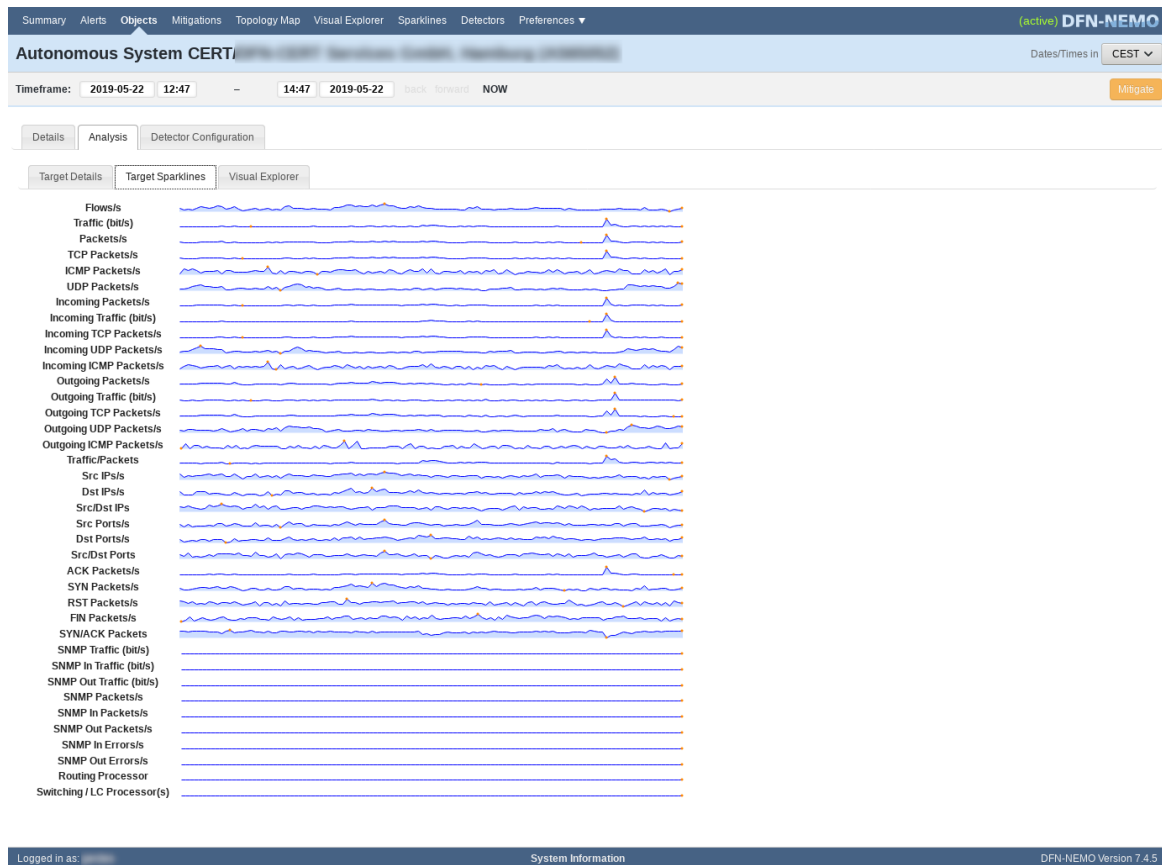 Summary Alerts Objects Mitigations Topology Map Visual Explorer Sparklines Detectors Preferences ▼ (active) DFN-NEMO
Autonomous System CERT/ Dates/Times in CEST
Timeframe: 2019-05-22 12:47 – 14:47 2019-05-22 back forward NOW Mitigate
Details Analysis Detector Configuration
Target Details Target Sparklines Visual Explorer
Flows/s
Traffic (bit/s)
Packets/s
TCP Packets/s
ICMP Packets/s
UDP Packets/s
Incoming Packets/s
Incoming Traffic (bit/s)
Incoming TCP Packets/s
Incoming UDP Packets/s
Incoming ICMP Packets/s
Outgoing Packets/s
Outgoing Traffic (bit/s)
Outgoing TCP Packets/s
Outgoing UDP Packets/s
Outgoing ICMP Packets/s
Traffic/Packets
Src IPs/s
Dst IPs/s
Src/Dst IPs
Src Ports/s
Dst Ports/s
Src/Dst Ports
ACK Packets/s
SYN Packets/s
RST Packets/s
FIN Packets/s
SYN/ACK Packets
SNMP Traffic (bit/s)
SNMP In Traffic (bit/s)
SNMP Out Traffic (bit/s)
SNMP Packets/s
SNMP In Packets/s
SNMP Out Packets/s
SNMP In Errors/s
SNMP Out Errors/s
Routing Processor
Switching / LC Processor(s)
Logged in as: System Information DFN-NEMO Version 7.4.5